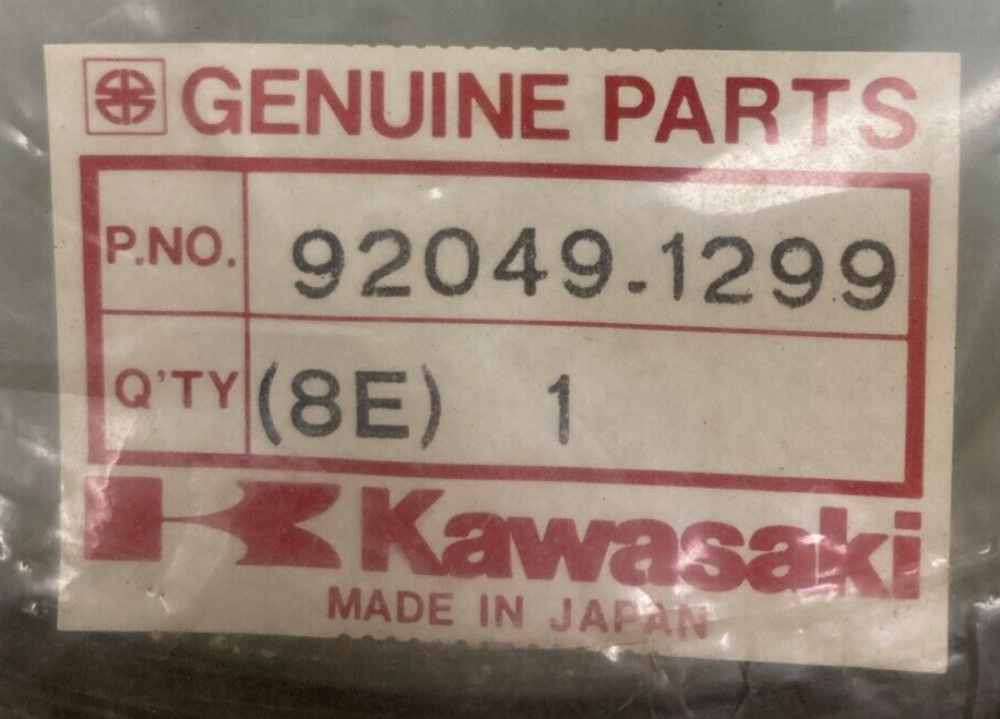 GENUINE PARTS
P.NO. 92049.1299
Q'TY (8E) 1
Kawasaki
MADE IN JAPAN